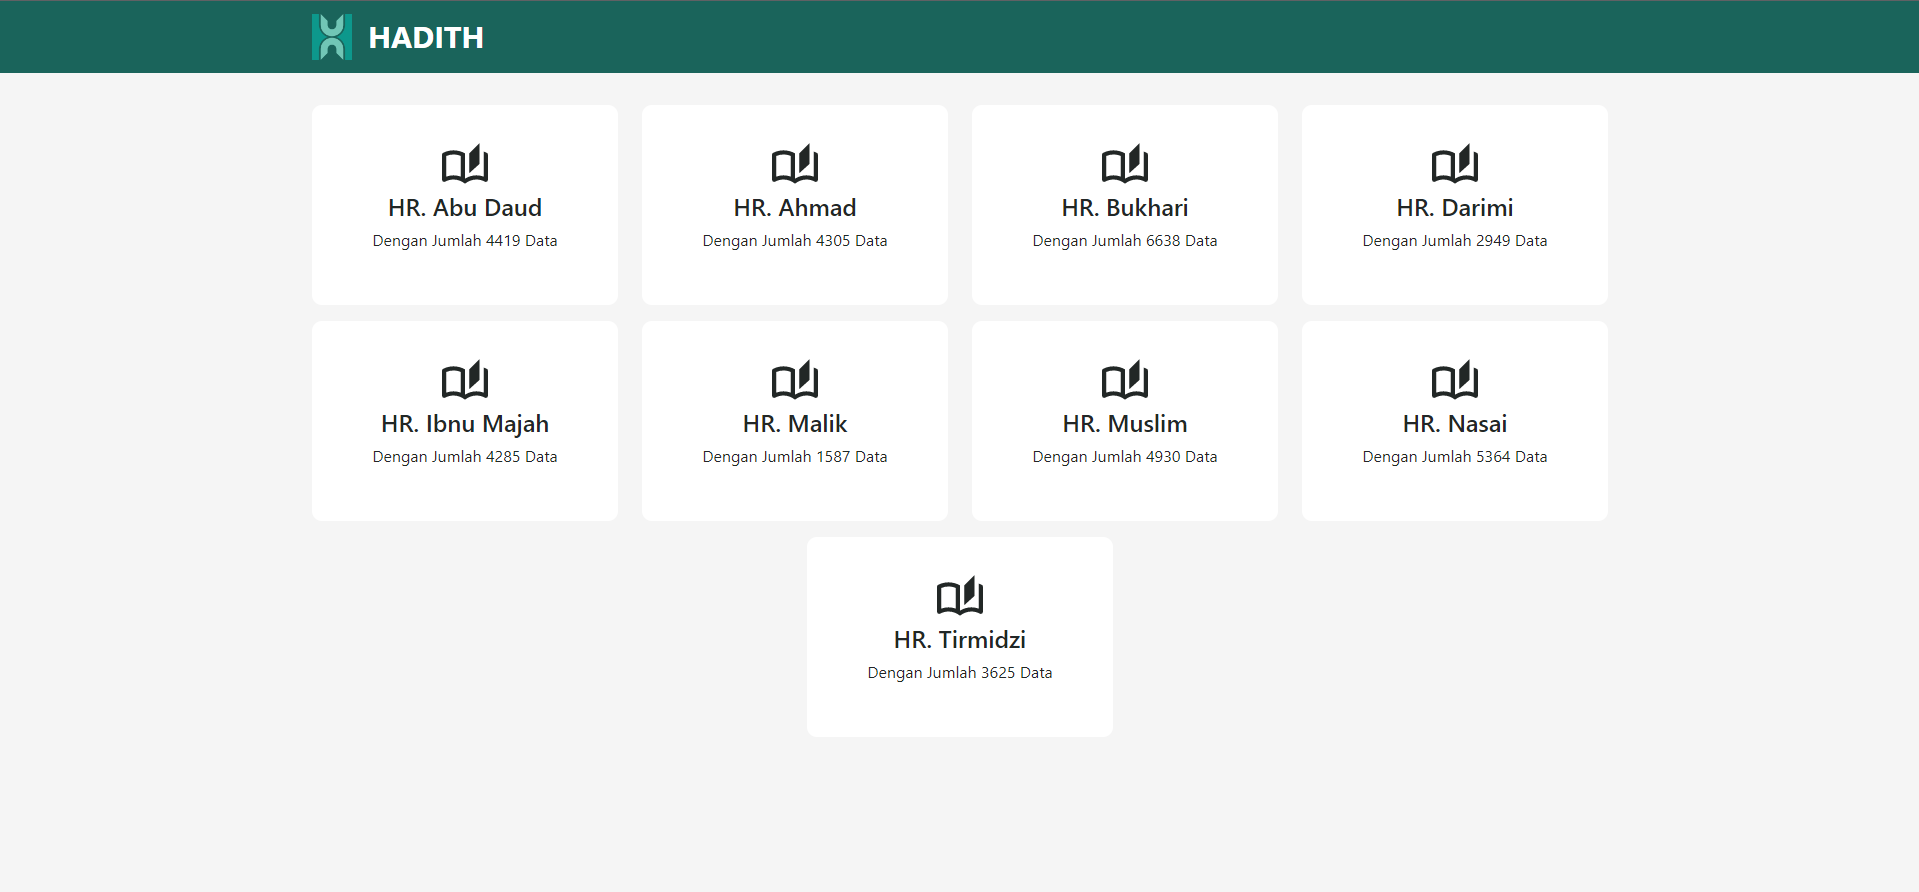 HADITH
HR. Abu Daud
Dengan Jumlah 4419 Data
HR. Ahmad
Dengan Jumlah 4305 Data
HR. Bukhari
Dengan Jumlah 6638 Data
HR. Darimi
Dengan Jumlah 2949 Data
HR. Ibnu Majah
Dengan Jumlah 4285 Data
HR. Malik
Dengan Jumlah 1587 Data
HR. Muslim
Dengan Jumlah 4930 Data
HR. Nasai
Dengan Jumlah 5364 Data
HR. Tirmidzi
Dengan Jumlah 3625 Data